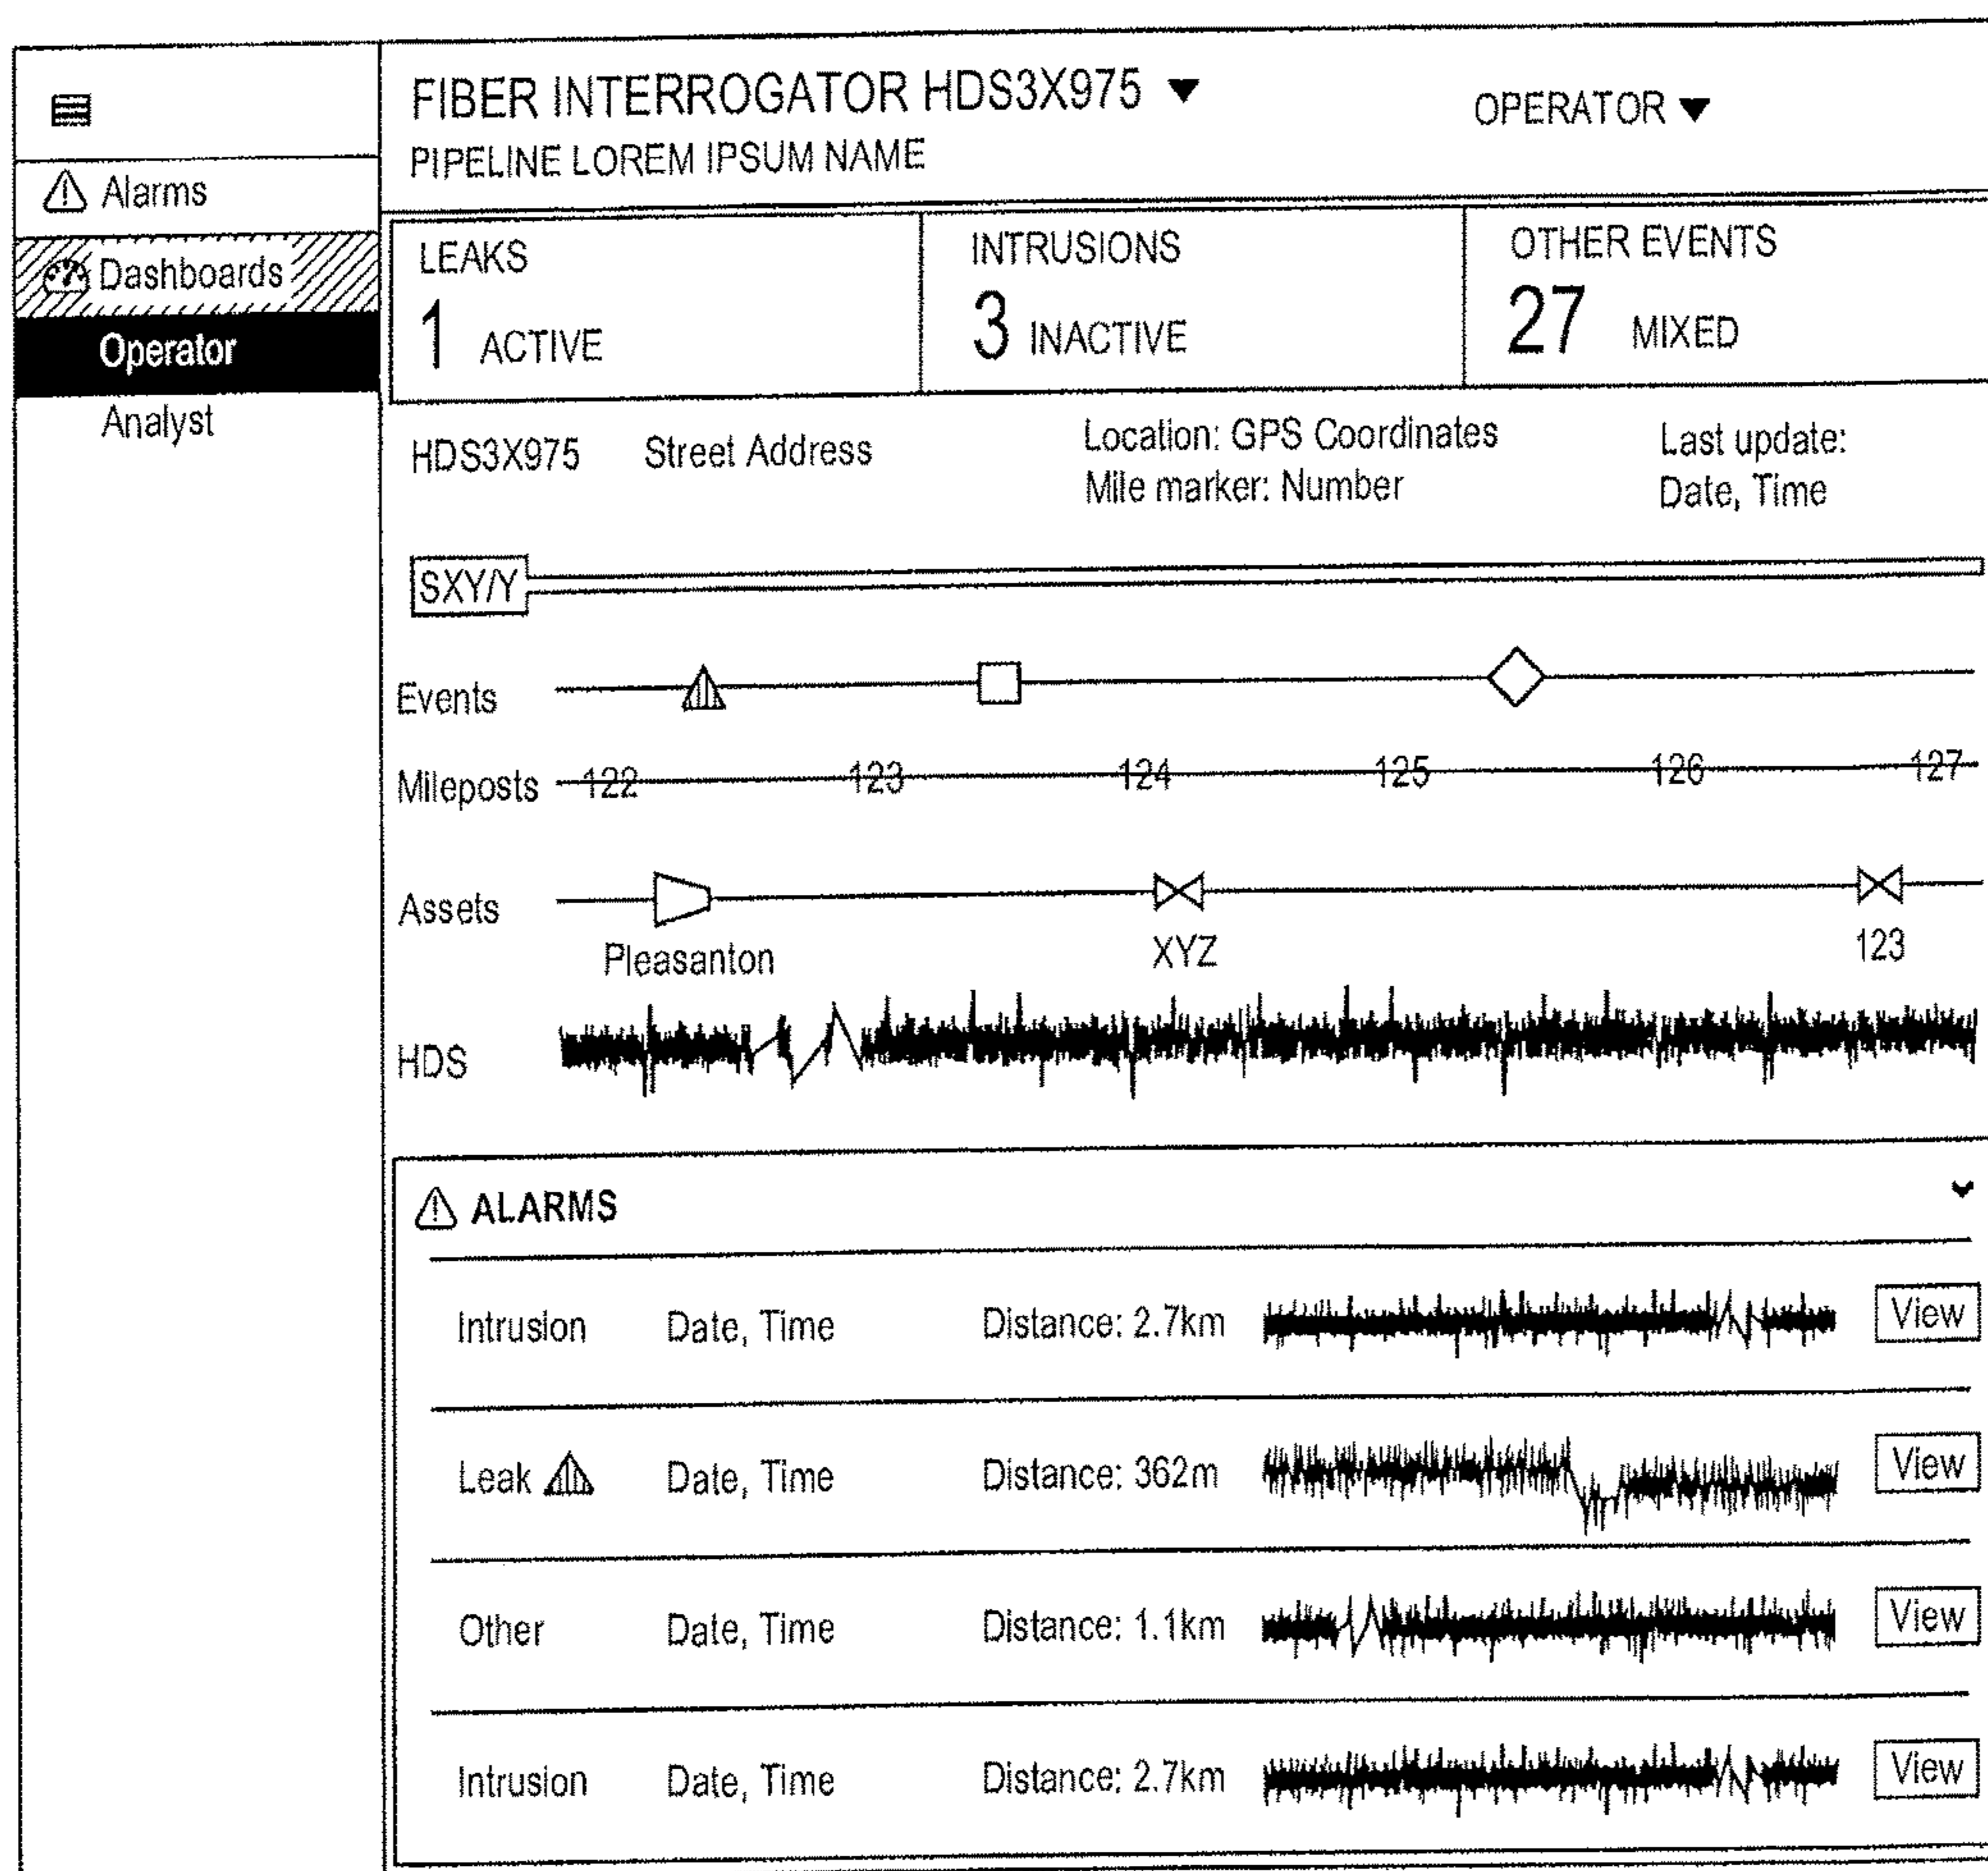 Alarms
Dashboards
Operator
Analyst
FIBER INTERROGATOR HDS3X975
PIPELINE LOREM IPSUM NAME
OPERATOR
LEAKS
1 ACTIVE
INTRUSIONS
3 INACTIVE
OTHER EVENTS
27 MIXED
HDS3X975 Street Address
Location: GPS Coordinates
Mile marker: Number
Last update:
Date, Time
SXY/Y
Events
Mileposts 122 123 124 125 126 127
Assets
Pleasanton XYZ 123
HDS
ALARMS
Intrusion Date, Time Distance: 2.7km View
Leak Date, Time Distance: 362m View
Other Date, Time Distance: 1.1km View
Intrusion Date, Time Distance: 2.7km View